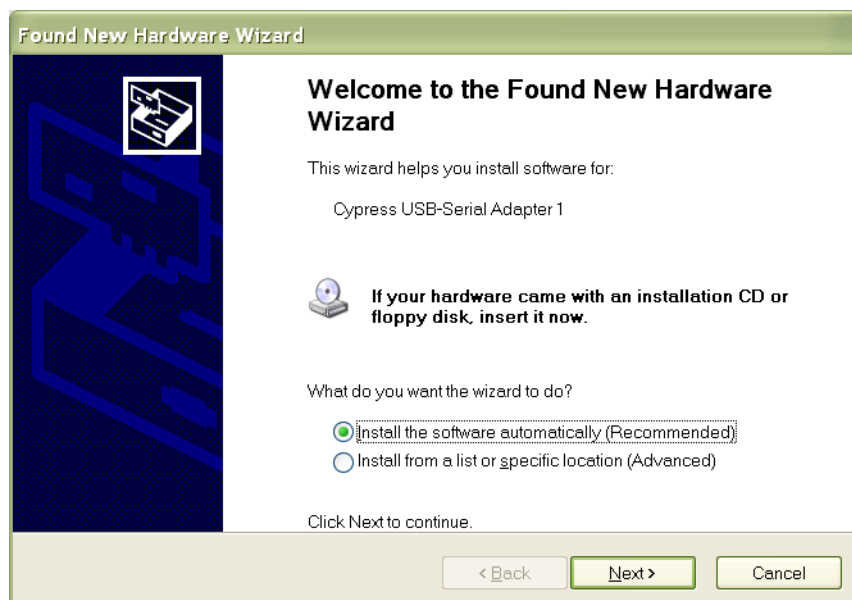 Found New Hardware Wizard
Welcome to the Found New Hardware
Wizard
This wizard helps you install software for:
Cypress USB-Serial Adapter 1
If your hardware came with an installation CD or
floppy disk, insert it now.
What do you want the wizard to do?
Install the software automatically (Recommended)
Install from a list or specific location (Advanced)
Click Next to continue.
< Back Next > Cancel